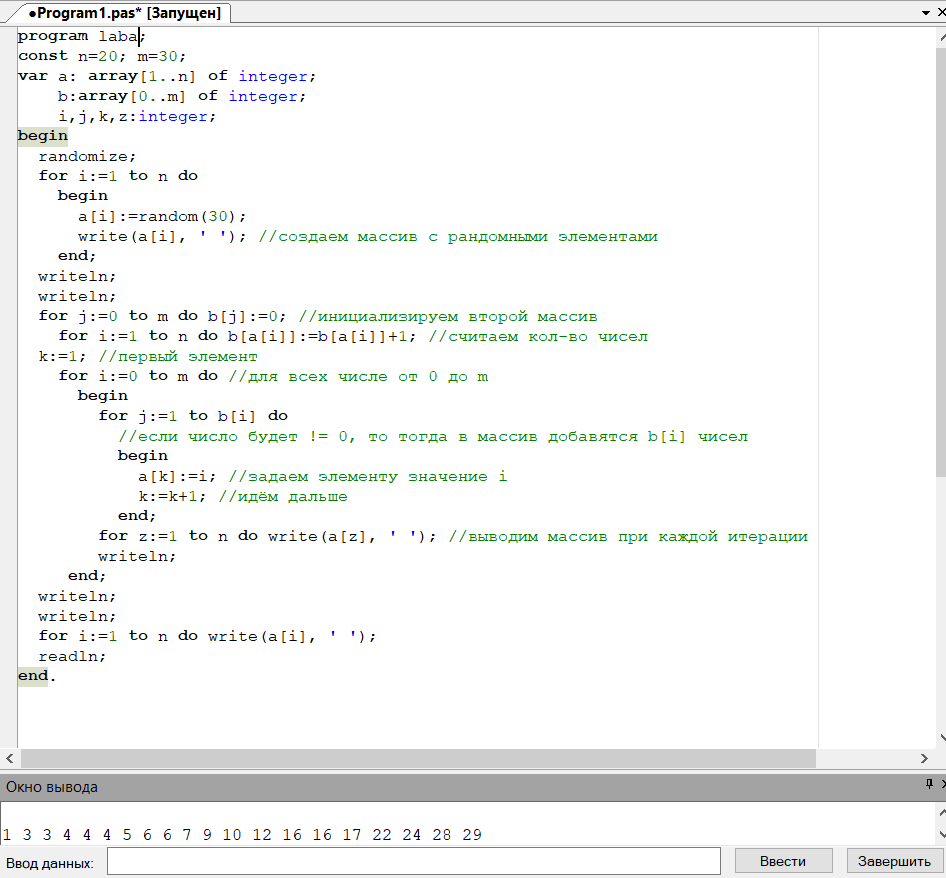 ●Program1.pas* [Запущен]
program laba;
const n=20; m=30;
var a: array[1..n] of integer;
b:array[0..m] of integer;
i,j,k,z:integer;
begin
randomize;
for i:=1 to n do
begin
a[i]:=random(30);
write(a[i], ' '); //создаем массив с рандомными элементами
end;
writeln;
writeln;
for j:=0 to m do b[j]:=0; //инициализируем второй массив
for i:=1 to n do b[a[i]]:=b[a[i]]+1; //считаем кол-во чисел
k:=1; //первый элемент
for i:=0 to m do //для всех числе от 0 до m
begin
for j:=1 to b[i] do
//если число будет != 0, то тогда в массив добавятся b[i] чисел
begin
a[k]:=i; //задаем элементу значение i
k:=k+1; //идём дальше
end;
for z:=1 to n do write(a[z], ' '); //выводим массив при каждой итерации
writeln;
end;
writeln;
writeln;
for i:=1 to n do write(a[i], ' ');
readln;
end.
Окно вывода
1 3 3 4 4 4 5 6 6 7 9 10 12 16 16 17 22 24 28 29
Ввод данных:
Ввести
Завершить